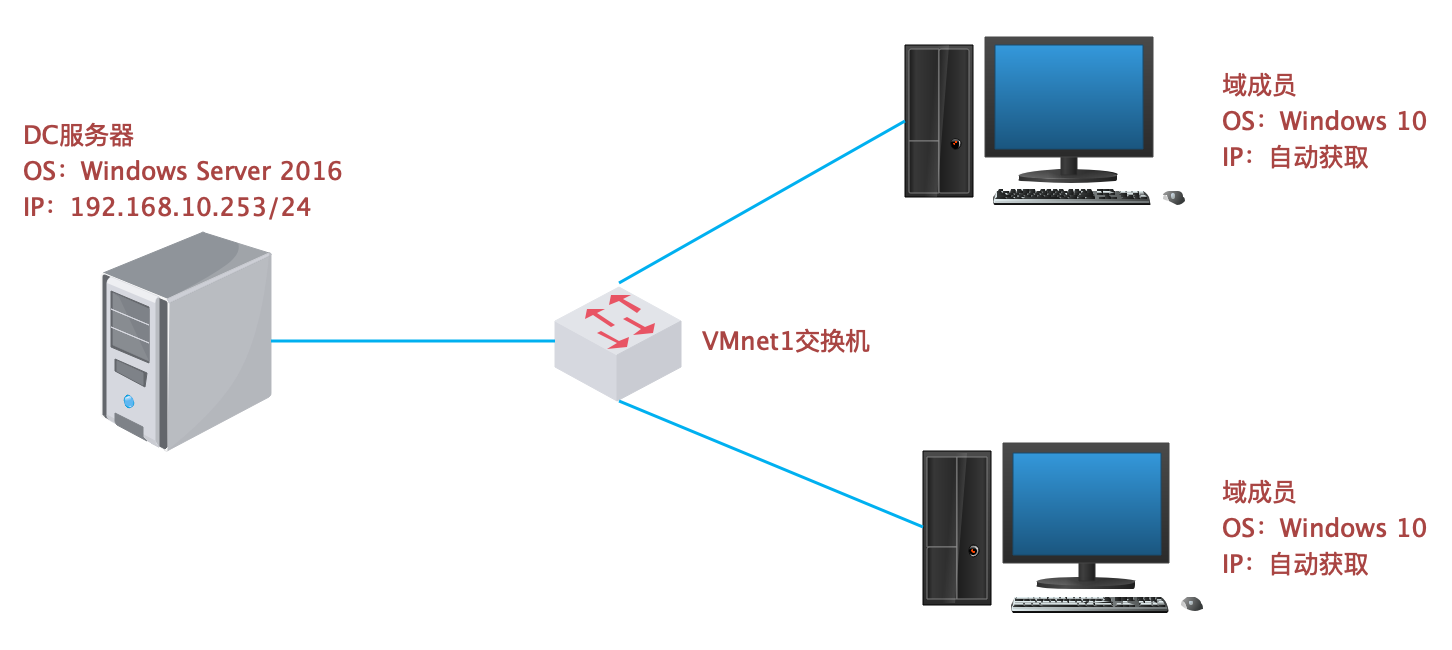 DC服务器
OS：Windows Server 2016
IP：192.168.10.253/24
域成员
OS：Windows 10
IP：自动获取
VMnet1交换机
域成员
OS：Windows 10
IP：自动获取